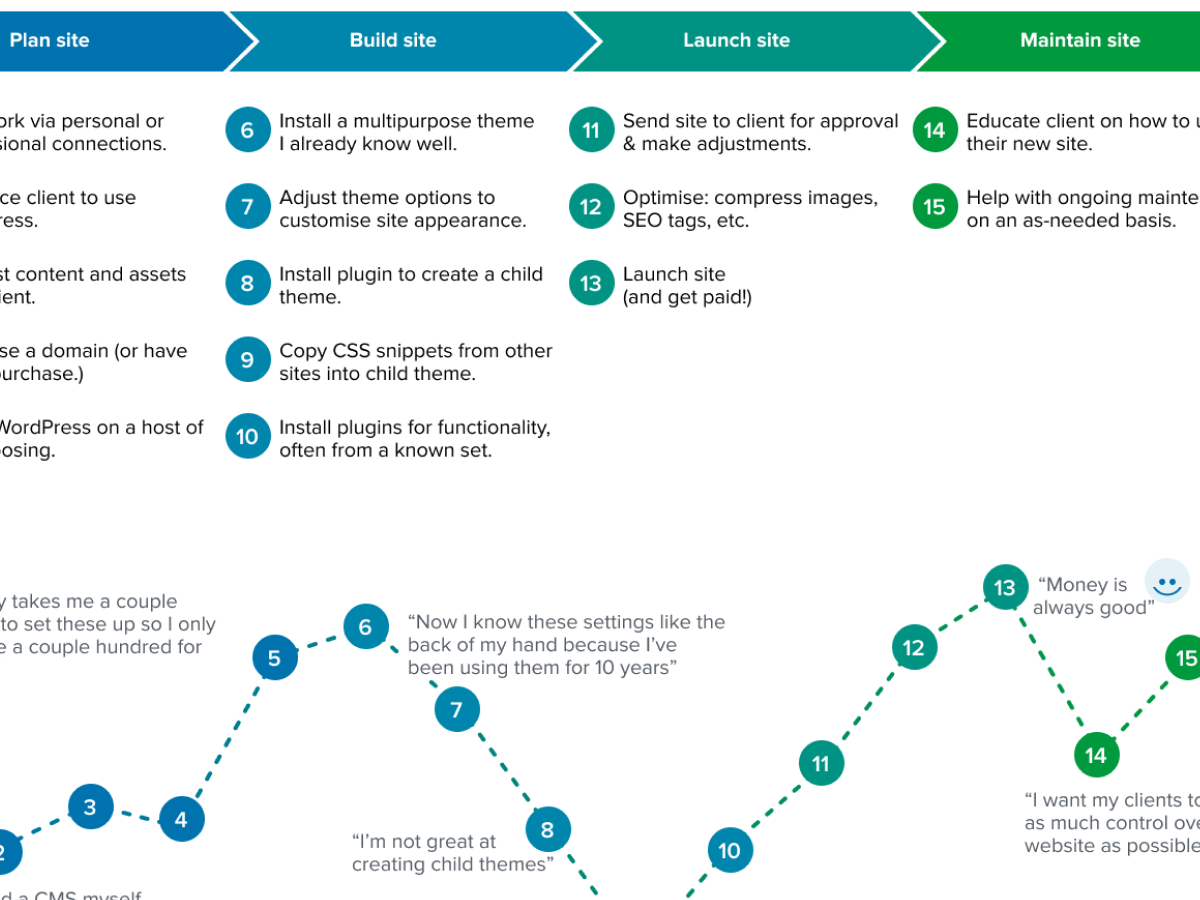 Plan site
Build site
Launch site
Maintain site
ork via personal or
sional connections.
ce client to use
ress.
st content and assets
ient.
se a domain (or have
purchase.)
WordPress on a host of
osing.
6
Install a multipurpose theme
I already know well.
7
Adjust theme options to
customise site appearance.
8
Install plugin to create a child
theme.
9
Copy CSS snippets from other
sites into child theme.
10
Install plugins for functionality,
often from a known set.
11
Send site to client for approval
& make adjustments.
12
Optimise: compress images,
SEO tags, etc.
13
Launch site
(and get paid!)
14
Educate client on how to u
their new site.
15
Help with ongoing mainte
on an as-needed basis.
y takes me a couple
to set these up so I only
e a couple hundred for
2
3
4
5
6
“Now I know these settings like the
back of my hand because I’ve
been using them for 10 years”
7
“I’m not great at
creating child themes”
8
10
11
12
13
“Money is
always good”
14
15
“I want my clients to
as much control ove
website as possible
d a CMS myself